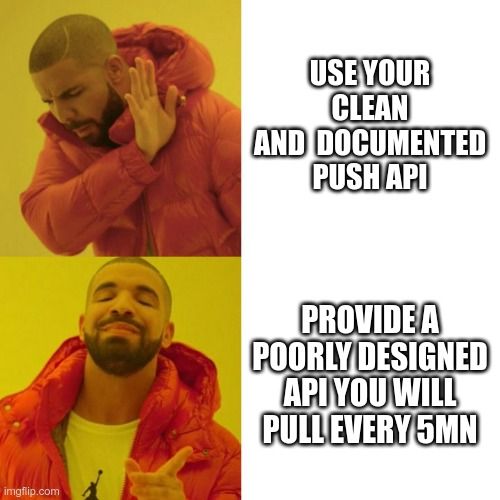 USE YOUR
CLEAN
AND DOCUMENTED
PUSH API
PROVIDE A
POORLY DESIGNED
API YOU WILL
PULL EVERY 5MN
imgflip.com